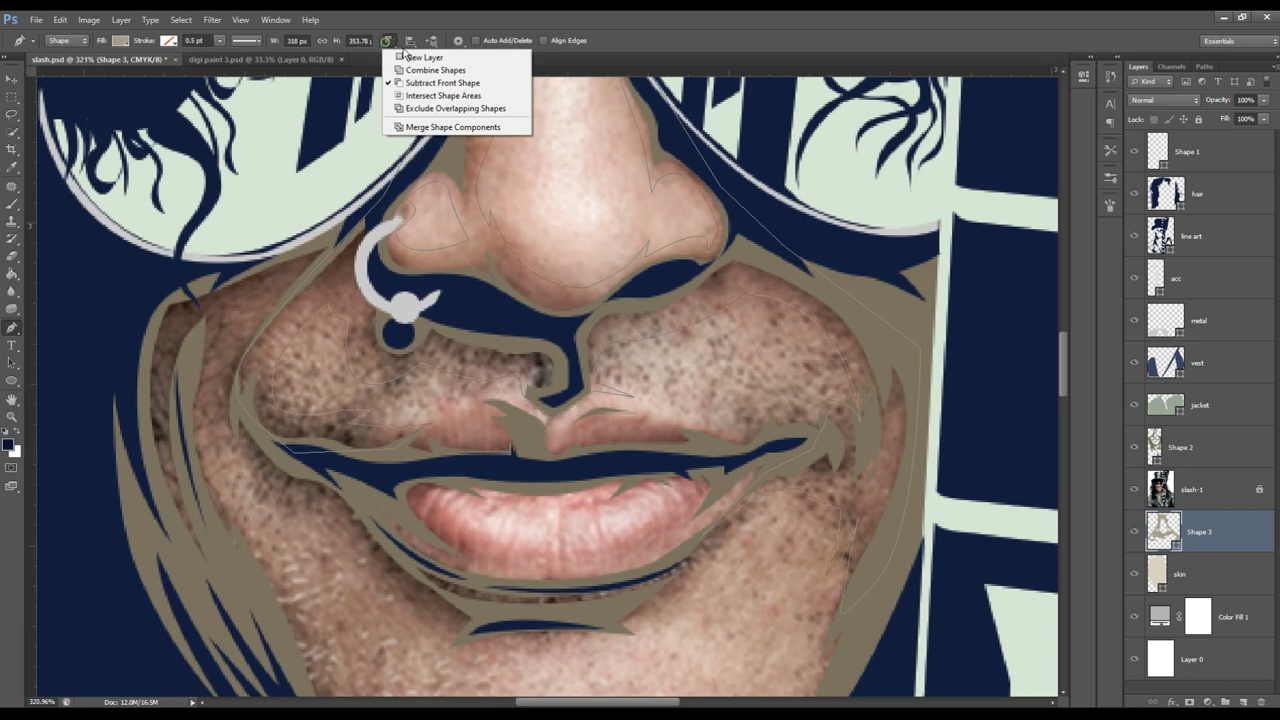 Ps File Edit Image Layer Type Select Filter View Window Help
Shape Fill: Stroke: 0.5 pt W: 318 px H: 353.78 Auto Add/Delete Align Edges Essentials
slash.psd @ 321% (Shape 3, CMYK/8) * × digi paint 3.psd @ 33.3% (Layer 0, RGB/8) ×
New Layer
Combine Shapes
Subtract Front Shape
Intersect Shape Areas
Exclude Overlapping Shapes
Merge Shape Components
Layers Channels Paths
Kind
Normal Opacity: 100%
Lock: Fill: 100%
Shape 1
hair
line art
acc
metal
vest
jacket
Shape 2
slash-1
Shape 3
skin
Color Fill 1
Layer 0
320.96% Doc: 12.0M/16.5M